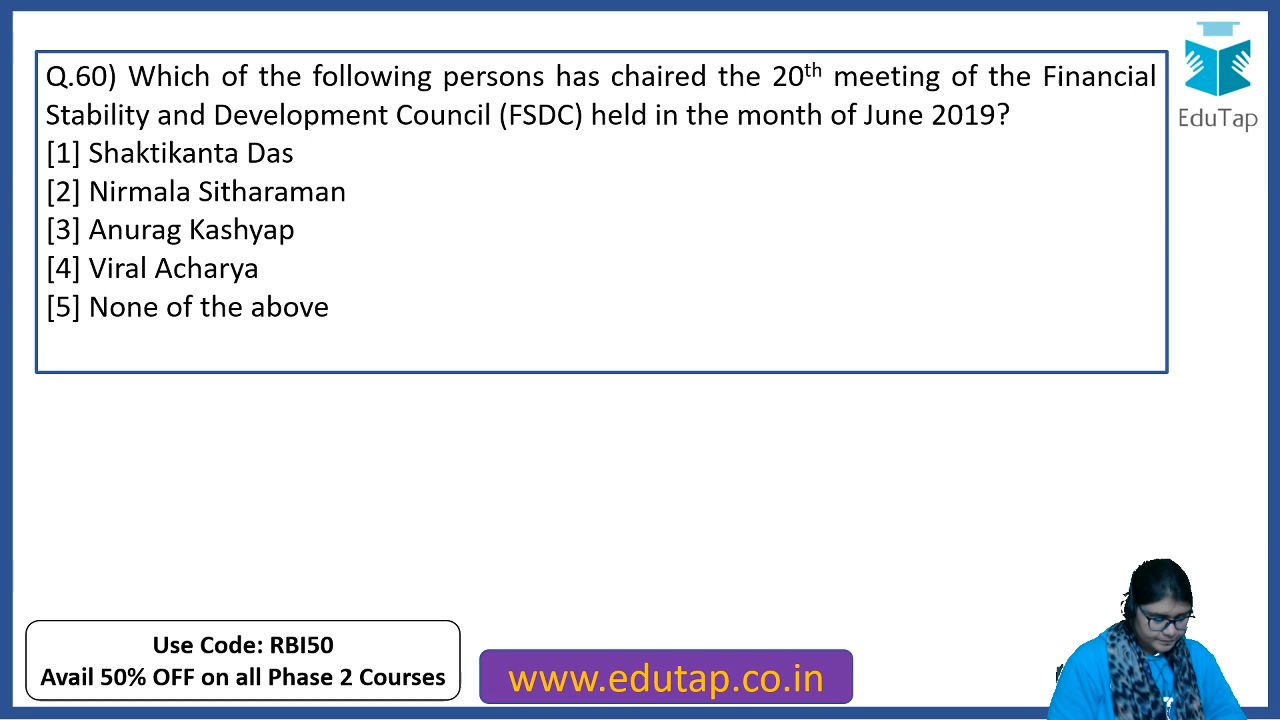 Q.60) Which of the following persons has chaired the 20th meeting of the Financial
Stability and Development Council (FSDC) held in the month of June 2019?
[1] Shaktikanta Das
[2] Nirmala Sitharaman
[3] Anurag Kashyap
[4] Viral Acharya
[5] None of the above
EduTap
Use Code: RBI50
Avail 50% OFF on all Phase 2 Courses
www.edutap.co.in